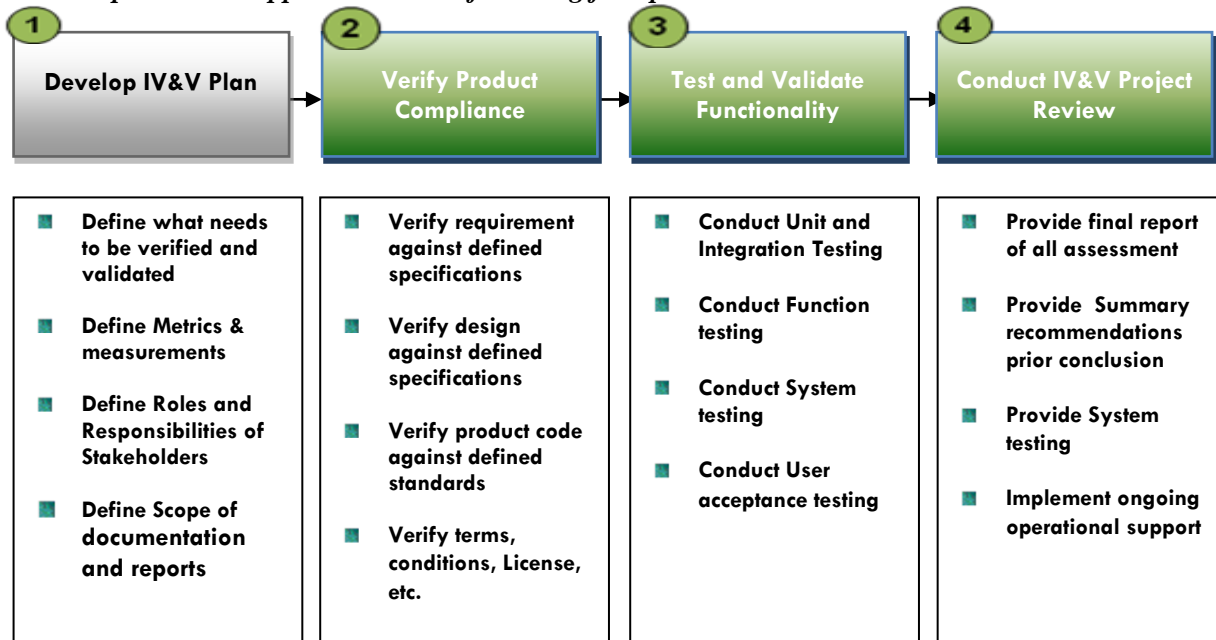 1
Develop IV&V Plan
2
Verify Product
Compliance
3
Test and Validate
Functionality
4
Conduct IV&V Project
Review
Define what needs
to be verified and
validated
Define Metrics &
measurements
Define Roles and
Responsibilities of
Stakeholders
Define Scope of
documentation
and reports
Verify requirement
against defined
specifications
Verify design
against defined
specifications
Verify product code
against defined
standards
Verify terms,
conditions, License,
etc.
Conduct Unit and
Integration Testing
Conduct Function
testing
Conduct System
testing
Conduct User
acceptance testing
Provide final report
of all assessment
Provide Summary
recommendations
prior conclusion
Provide System
testing
Implement ongoing
operational support